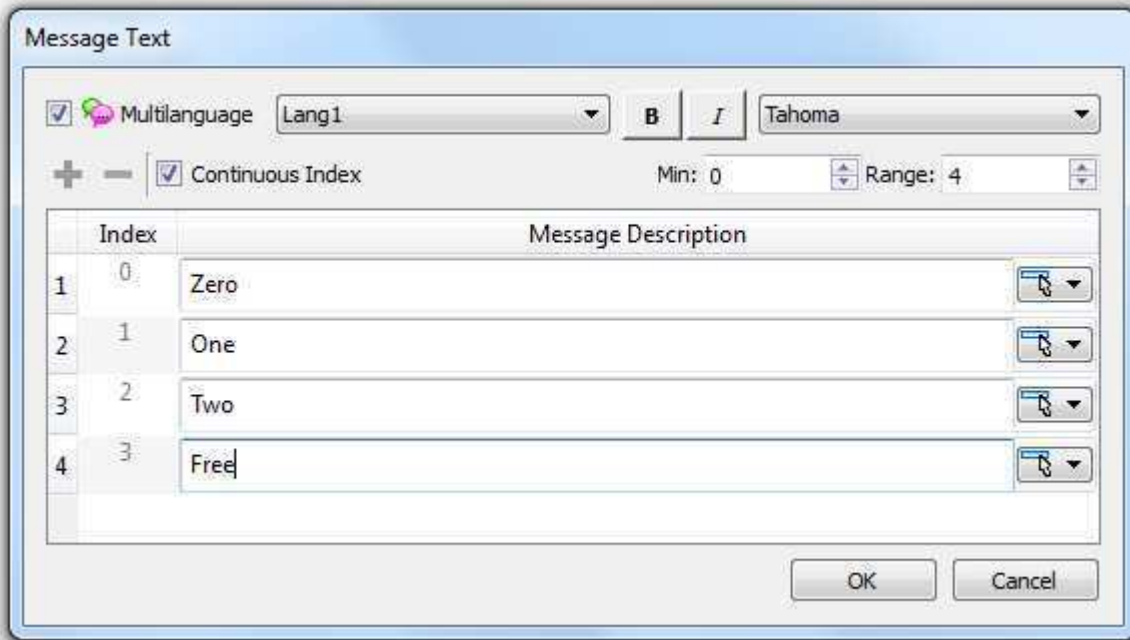 Message Text
Multilanguage Lang1 B I Tahoma
Continuous Index Min: 0 Range: 4
Index Message Description
1 0 Zero
2 1 One
3 2 Two
4 3 Free
OK Cancel